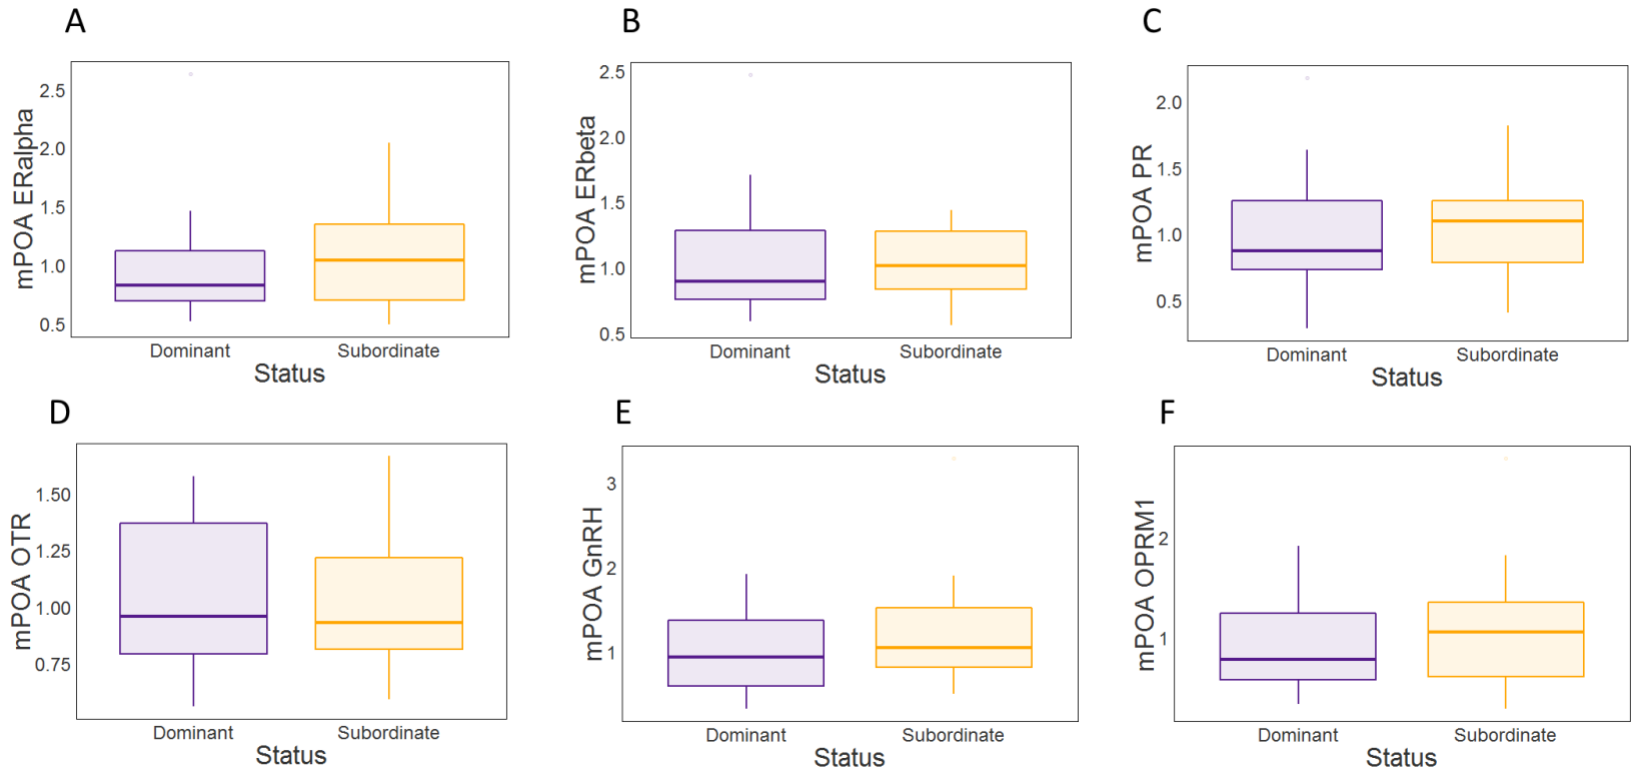 A
mPOA ERalpha
2.5
2.0
1.5
1.0
0.5
Dominant Subordinate
Status
B
mPOA ERbeta
2.5
2.0
1.5
1.0
0.5
Dominant Subordinate
Status
C
mPOA PR
2.0
1.5
1.0
0.5
Dominant Subordinate
Status
D
mPOA OTR
1.50
1.25
1.00
0.75
Dominant Subordinate
Status
E
mPOA GnRH
3
2
1
Dominant Subordinate
Status
F
mPOA OPRM1
2
1
Dominant Subordinate
Status